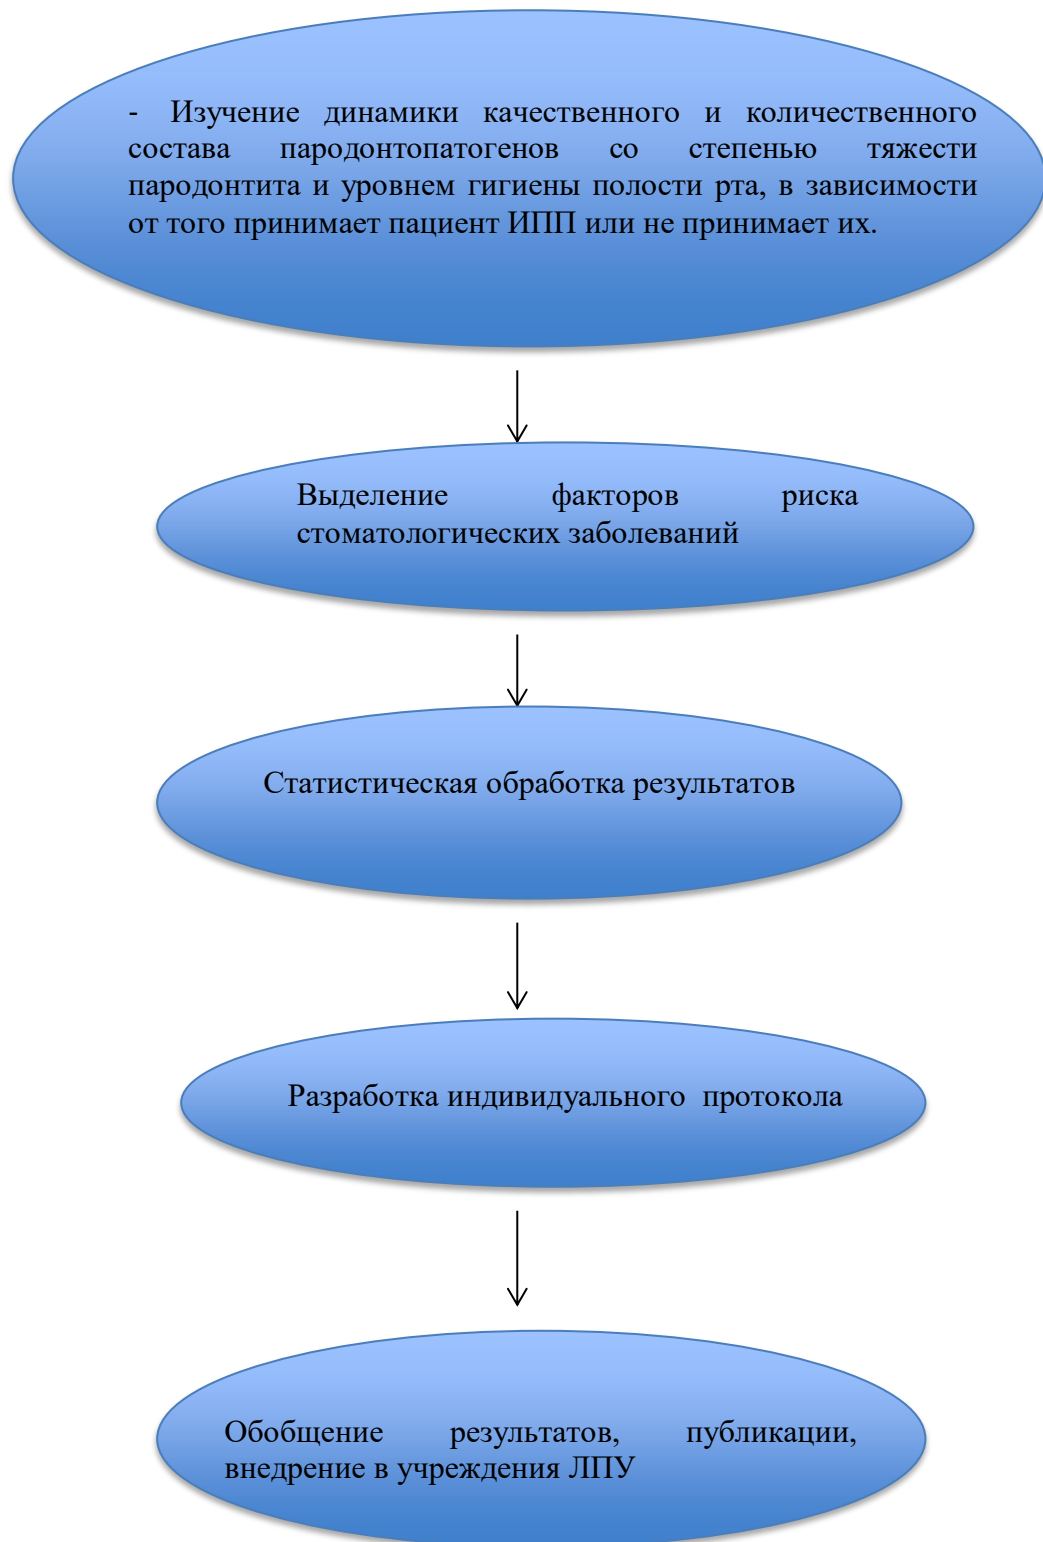 - Изучение динамики качественного и количественного
состава пародонтопатогенов со степенью тяжести
пародонтита и уровнем гигиены полости рта, в зависимости
от того принимает пациент ИПП или не принимает их.
Выделение факторов риска
стоматологических заболеваний
Статистическая обработка результатов
Разработка индивидуального протокола
Обобщение результатов, публикации,
внедрение в учреждения ЛПУ